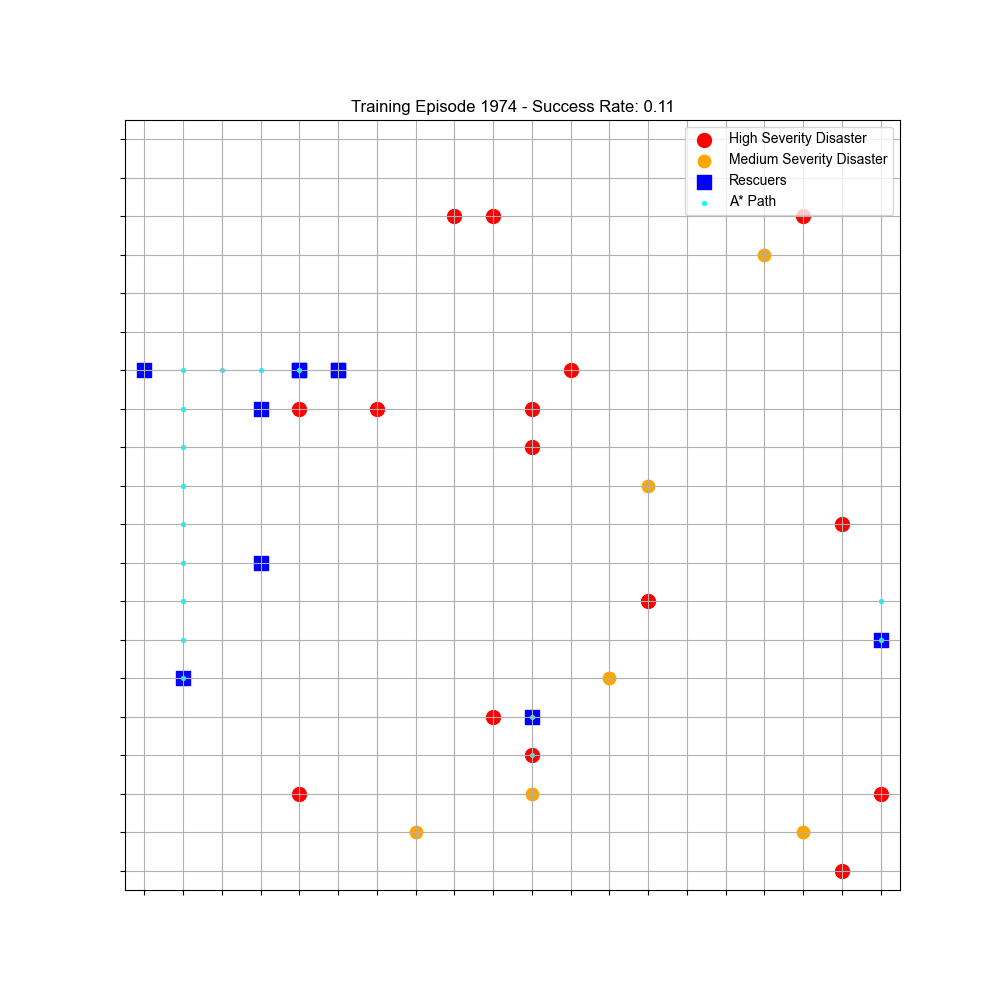 Training Episode 1974 - Success Rate: 0.11
High Severity Disaster
Medium Severity Disaster
Rescuers
A* Path